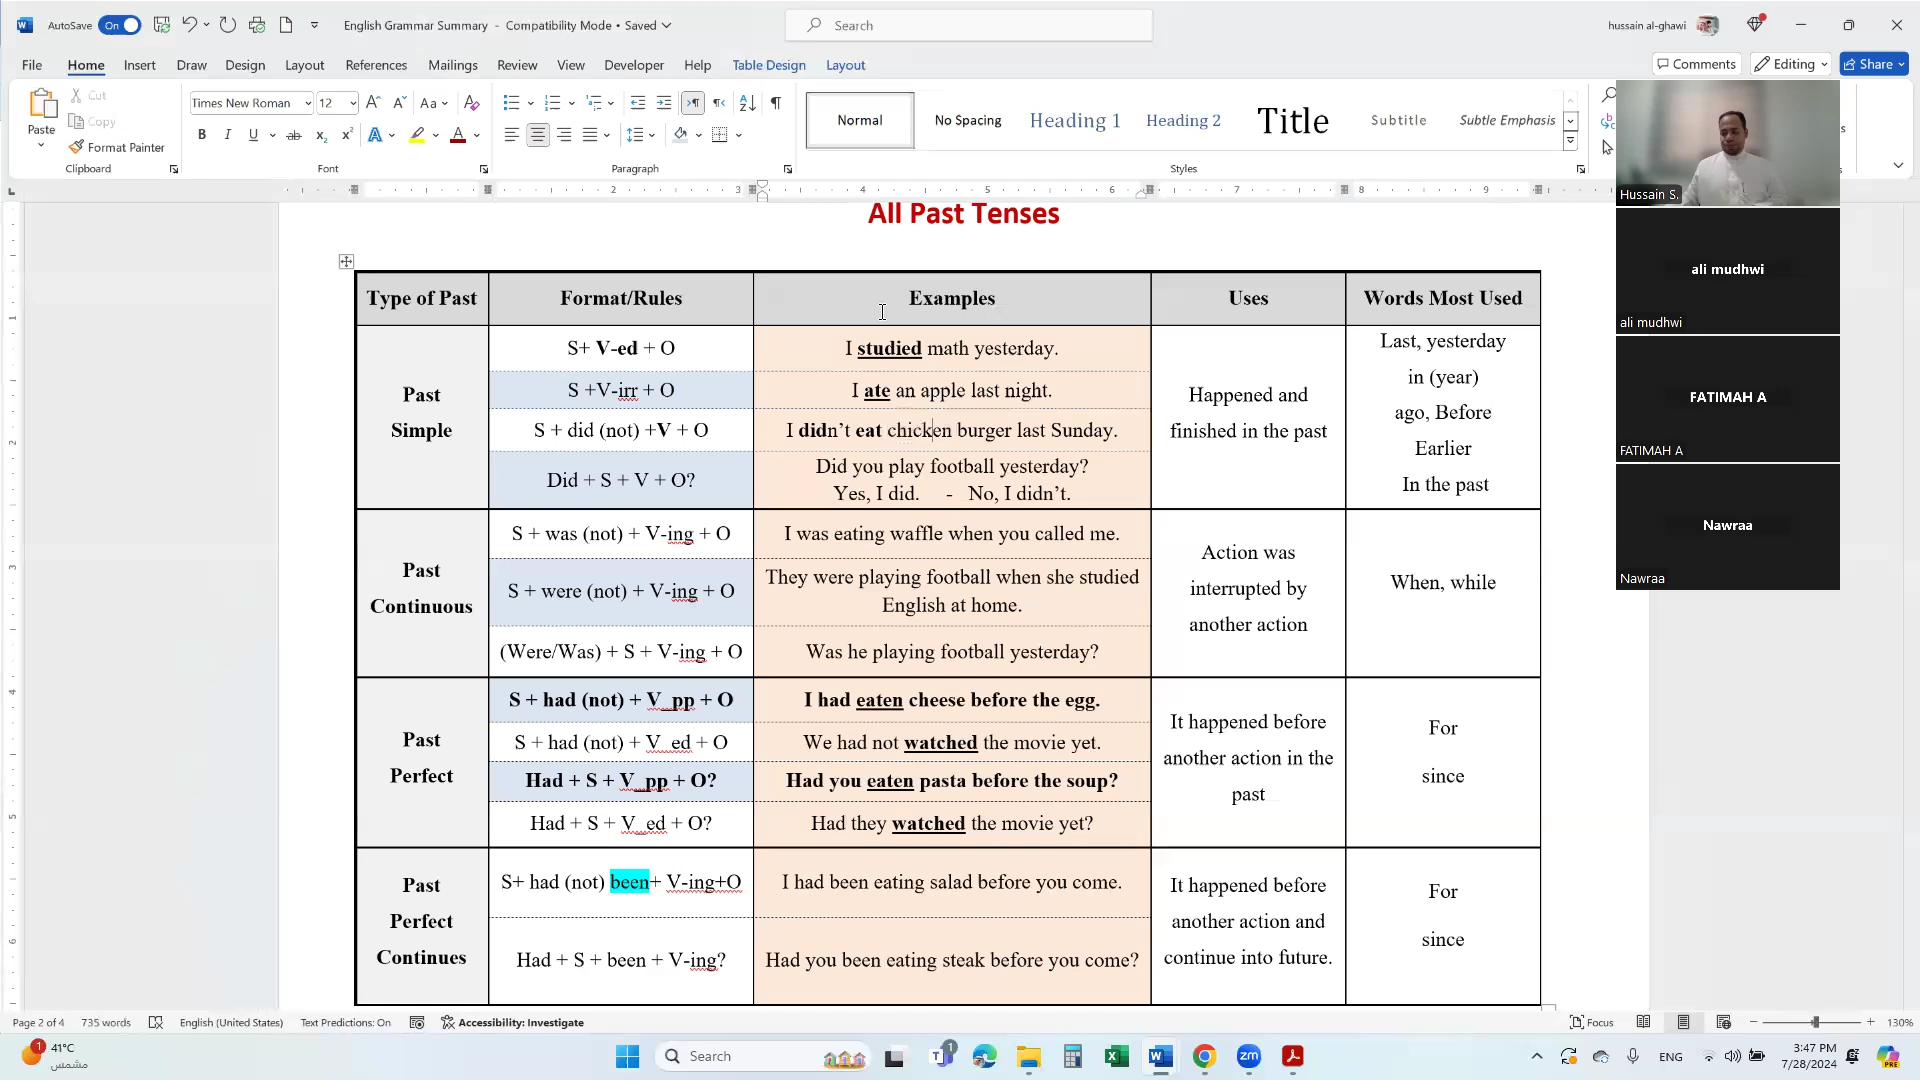 AutoSave On English Grammar Summary - Compatibility Mode • Saved Search hussain al-ghawi
File Home Insert Draw Design Layout References Mailings Review View Developer Help Table Design Layout Comments Editing Share
Paste Cut Copy Format Painter Clipboard
Times New Roman 12 Aa Font
Paragraph
Normal No Spacing Heading 1 Heading 2 Title Subtitle Subtle Emphasis Styles
All Past Tenses
Type of Past Format/Rules Examples Uses Words Most Used
Past Simple
S+ V-ed + O I studied math yesterday.
S +V-irr + O I ate an apple last night.
S + did (not) +V + O I didn't eat chicken burger last Sunday.
Did + S + V + O? Did you play football yesterday?
Yes, I did. - No, I didn't.
Happened and
finished in the past
Last, yesterday
in (year)
ago, Before
Earlier
In the past
Past Continuous
S + was (not) + V-ing + O I was eating waffle when you called me.
S + were (not) + V-ing + O They were playing football when she studied
English at home.
(Were/Was) + S + V-ing + O Was he playing football yesterday?
Action was
interrupted by
another action
When, while
Past Perfect
S + had (not) + V_pp + O I had eaten cheese before the egg.
S + had (not) + V_ed + O We had not watched the movie yet.
Had + S + V_pp + O? Had you eaten pasta before the soup?
Had + S + V_ed + O? Had they watched the movie yet?
It happened before
another action in the
past
For
since
Past Perfect Continues
S+ had (not) been+ V-ing+O I had been eating salad before you come.
Had + S + been + V-ing? Had you been eating steak before you come?
It happened before
another action and
continue into future.
For
since
Hussain S.
ali mudhwi
ali mudhwi
FATIMAH A
FATIMAH A
Nawraa
Nawraa
Page 2 of 4 735 words English (United States) Text Predictions: On Accessibility: Investigate Focus 130%
41°C
مشمس
Search
ENG
3:47 PM
7/28/2024